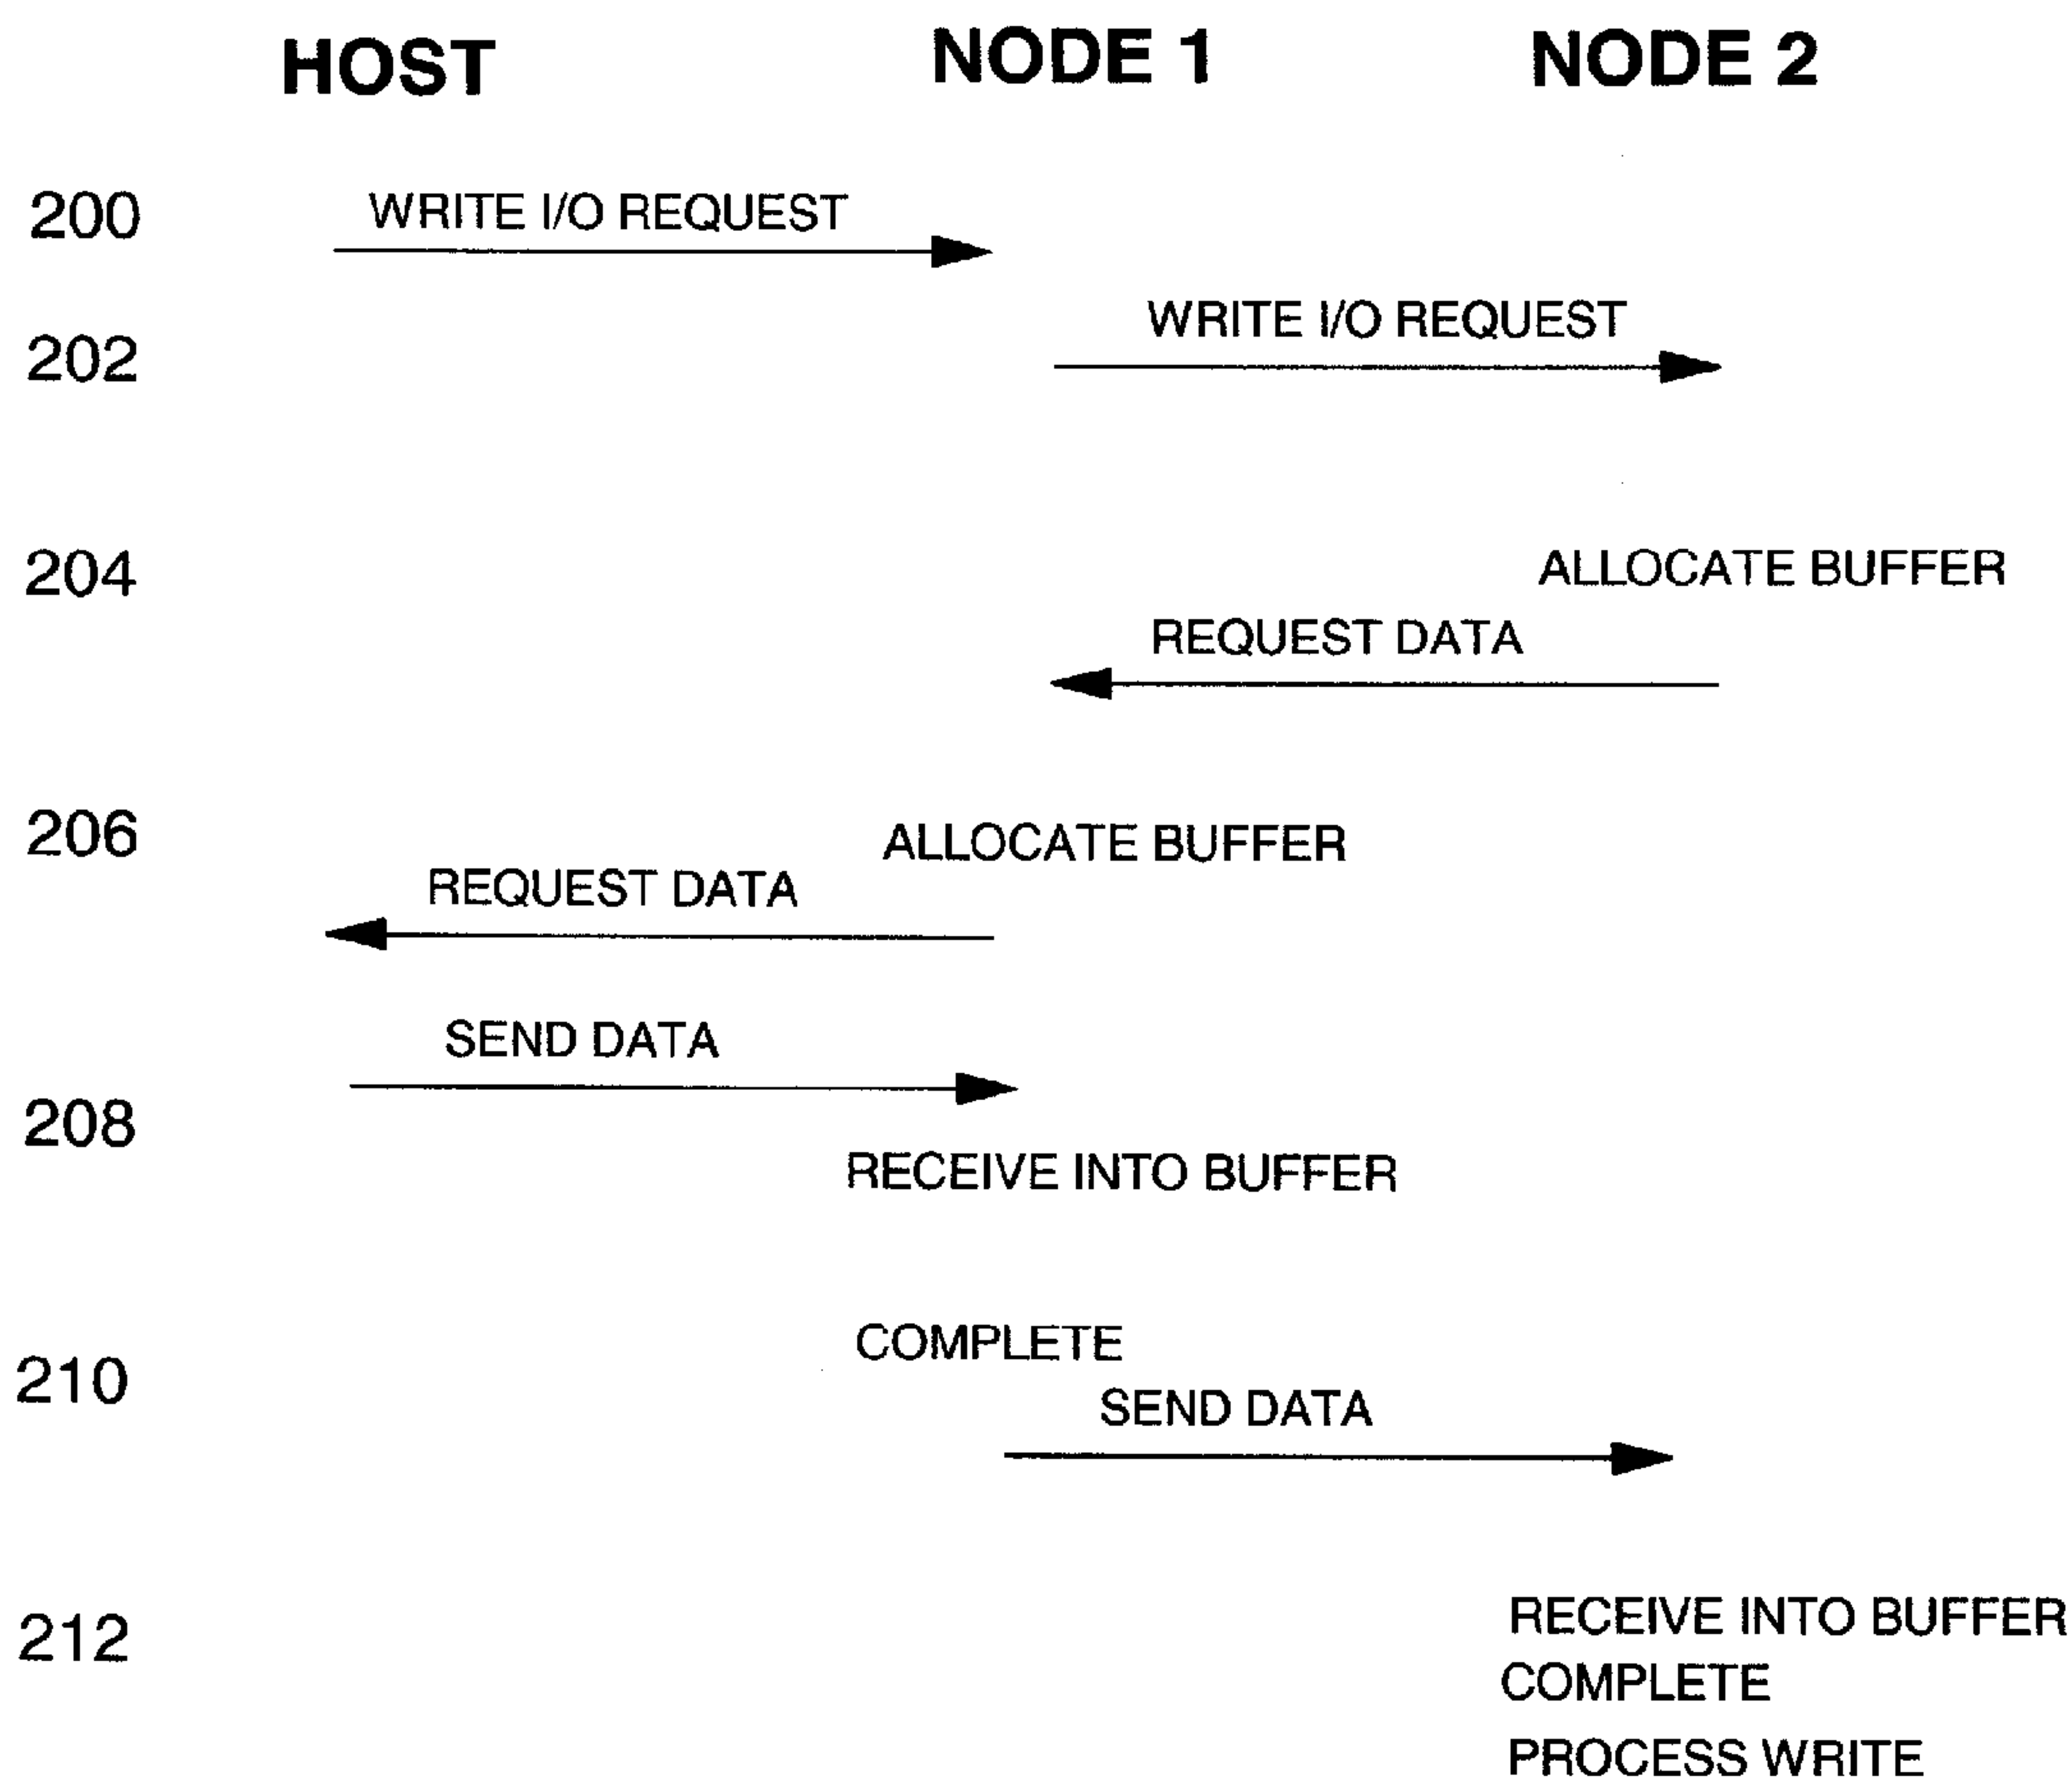 HOST NODE 1 NODE 2
200 WRITE I/O REQUEST
202 WRITE I/O REQUEST
204 ALLOCATE BUFFER
REQUEST DATA
206 ALLOCATE BUFFER
REQUEST DATA
SEND DATA
208
RECEIVE INTO BUFFER
COMPLETE
210 SEND DATA
212 RECEIVE INTO BUFFER
COMPLETE
PROCESS WRITE